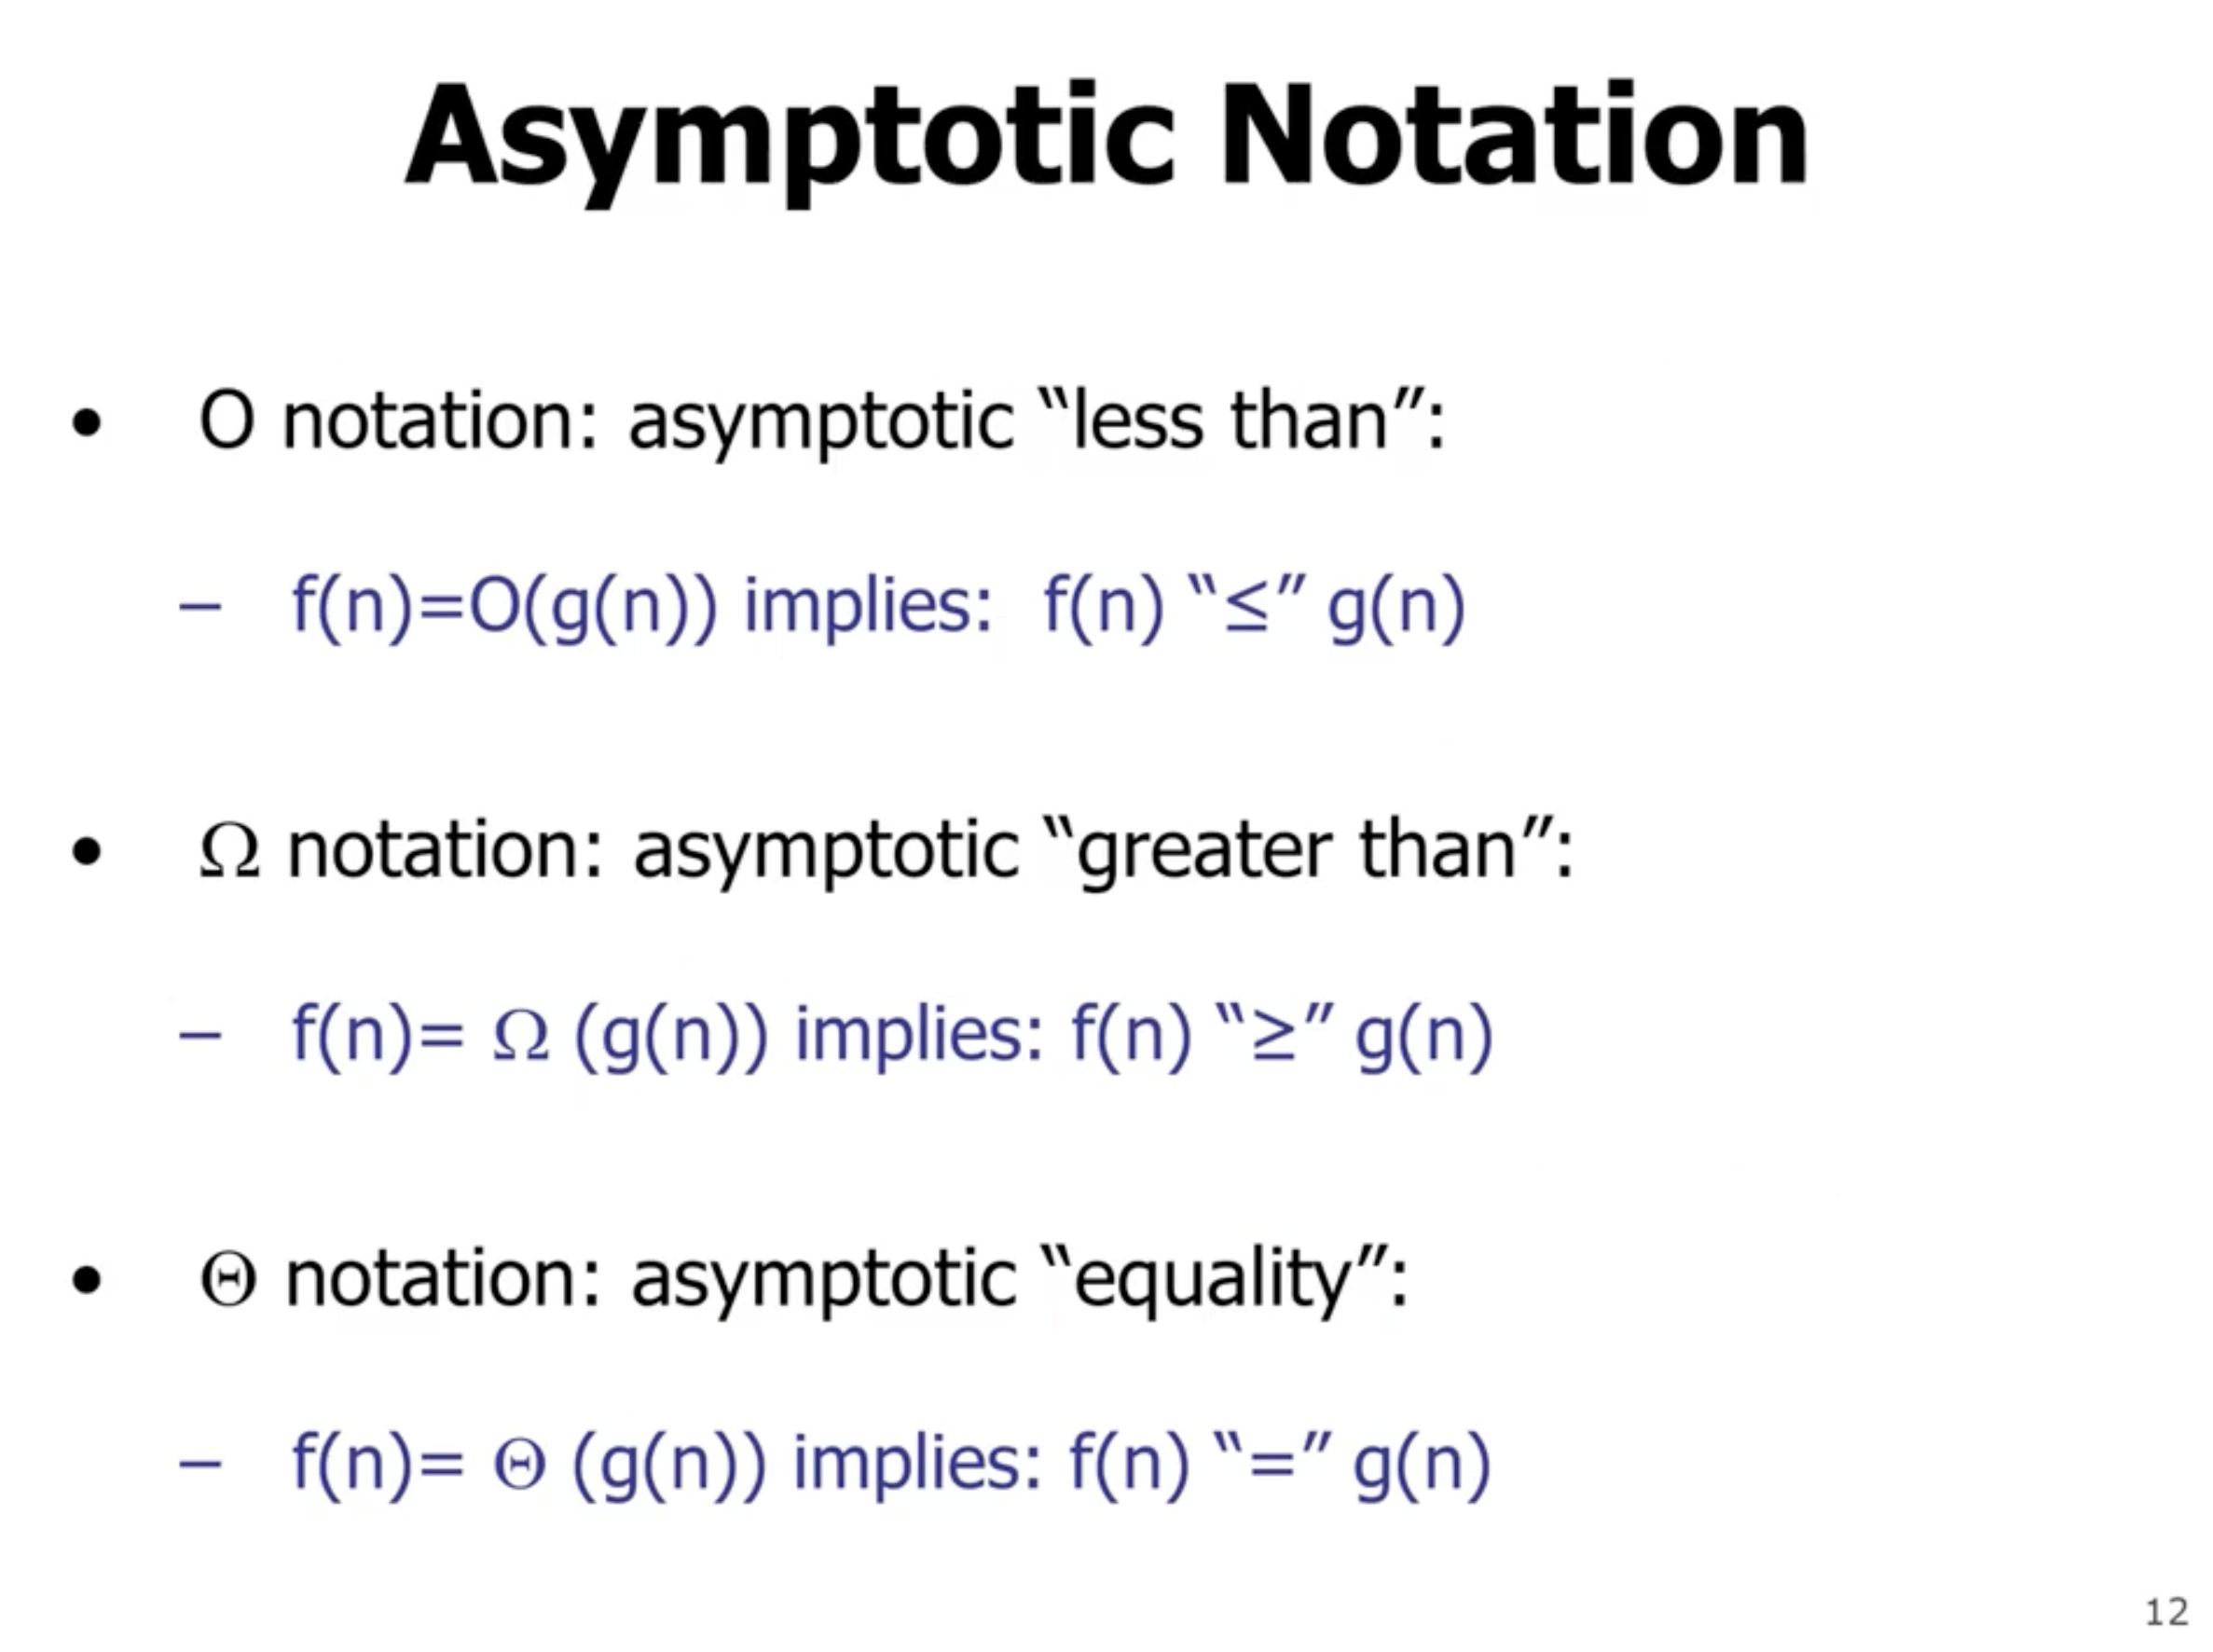 Asymptotic Notation
• O notation: asymptotic “less than”:
– f(n)=O(g(n)) implies: f(n) “≤” g(n)
• Ω notation: asymptotic “greater than”:
– f(n)= Ω (g(n)) implies: f(n) “≥” g(n)
• Θ notation: asymptotic “equality”:
– f(n)= Θ (g(n)) implies: f(n) “=” g(n)
12